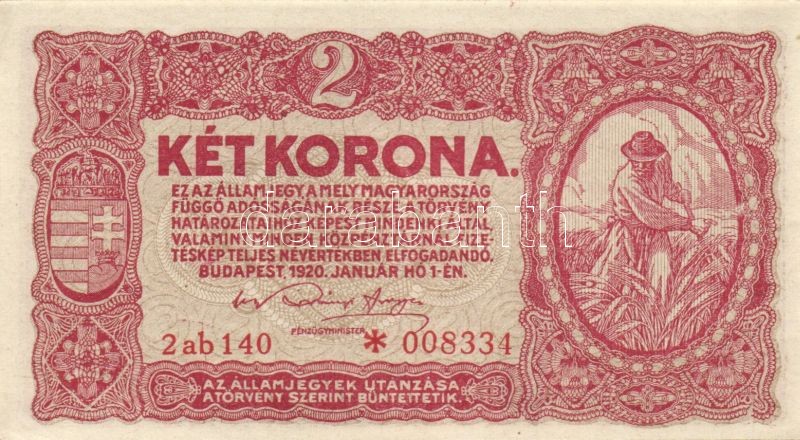 2
KÉT KORONA.
EZ AZ ÁLLAMJEGY, A MELY MAGYARORSZÁG
FÜGGŐ ADÓSSÁGÁNAK RÉSZE, A TÖRVÉNY
HATÁROZATAIHOZ KÉPEST MINDENKI ÁLTAL,
VALAMINT MINDEN KÖZPÉNZTÁRNÁL FIZE-
TÉSKÉP TELJES NÉVÉRTÉKBEN ELFOGADANDÓ.
BUDAPEST, 1920. JANUÁR HÓ 1-ÉN.
PÉNZÜGYMINISTER
2 ab 140 * 008334
AZ ÁLLAMJEGYEK UTÁNZÁSA
A TÖRVÉNY SZERINT BÜNTETTETIK.
darabanth